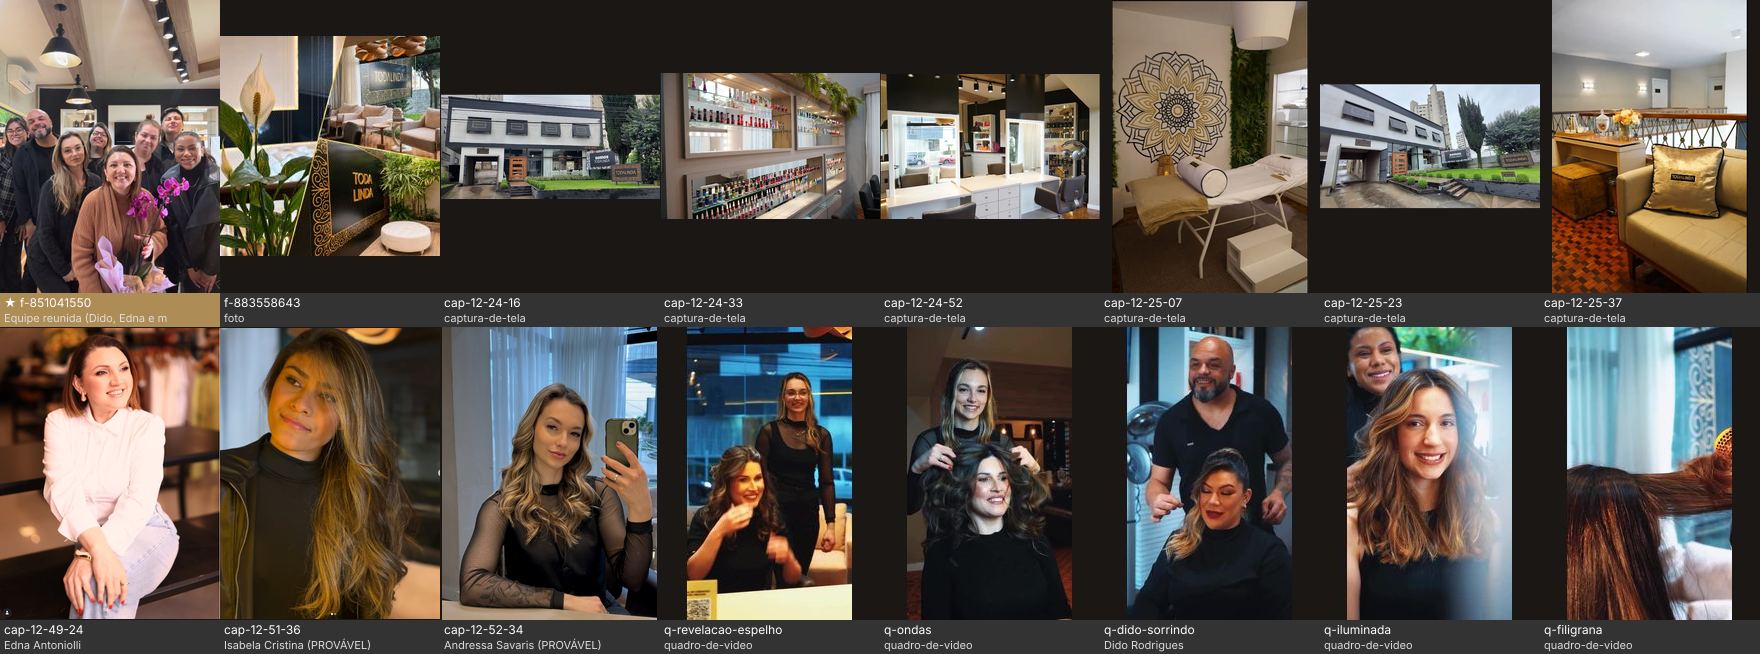 TODALINDA
TODA
LINDA
TODALINDA
★ f-851041550
Equipe reunida (Dido, Edna e m
f-883558643
foto
cap-12-24-16
captura-de-tela
cap-12-24-33
captura-de-tela
cap-12-24-52
captura-de-tela
cap-12-25-07
captura-de-tela
cap-12-25-23
captura-de-tela
cap-12-25-37
captura-de-tela
cap-12-49-24
Edna Antoniolli
cap-12-51-36
Isabela Cristina (PROVÁVEL)
cap-12-52-34
Andressa Savaris (PROVÁVEL)
q-revelacao-espelho
quadro-de-video
q-ondas
quadro-de-video
q-dido-sorrindo
Dido Rodrigues
q-iluminada
quadro-de-video
q-filigrana
quadro-de-video